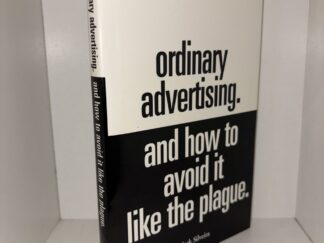 ordinary
advertising.
and how to
avoid it
like the plague.
ary advertising. and how to avoid it like the plague